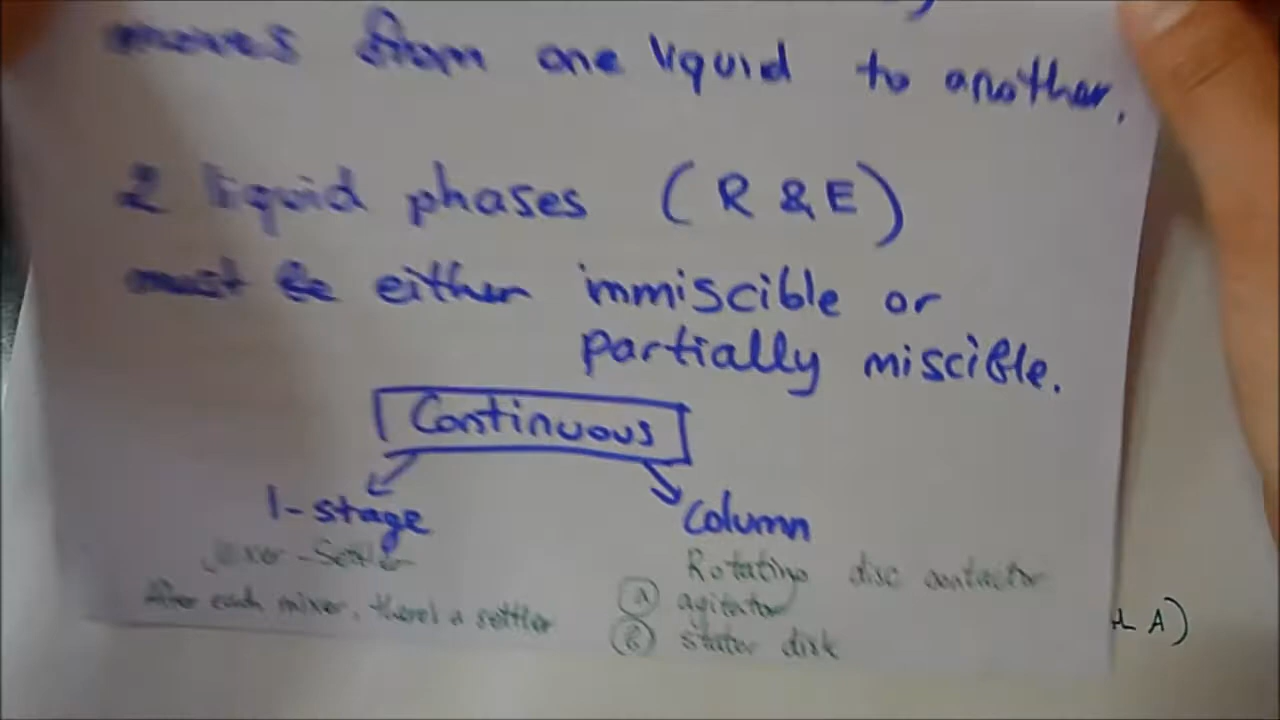 moves from one liquid to another.
2 liquid phases (R & E)
must be either immiscible or
partially miscible.
Continuous
1-stage
Column
Mixer-Settler
Rotating disc contactor
After each mixer, there's a settler
A agitator
B stator disk
A)